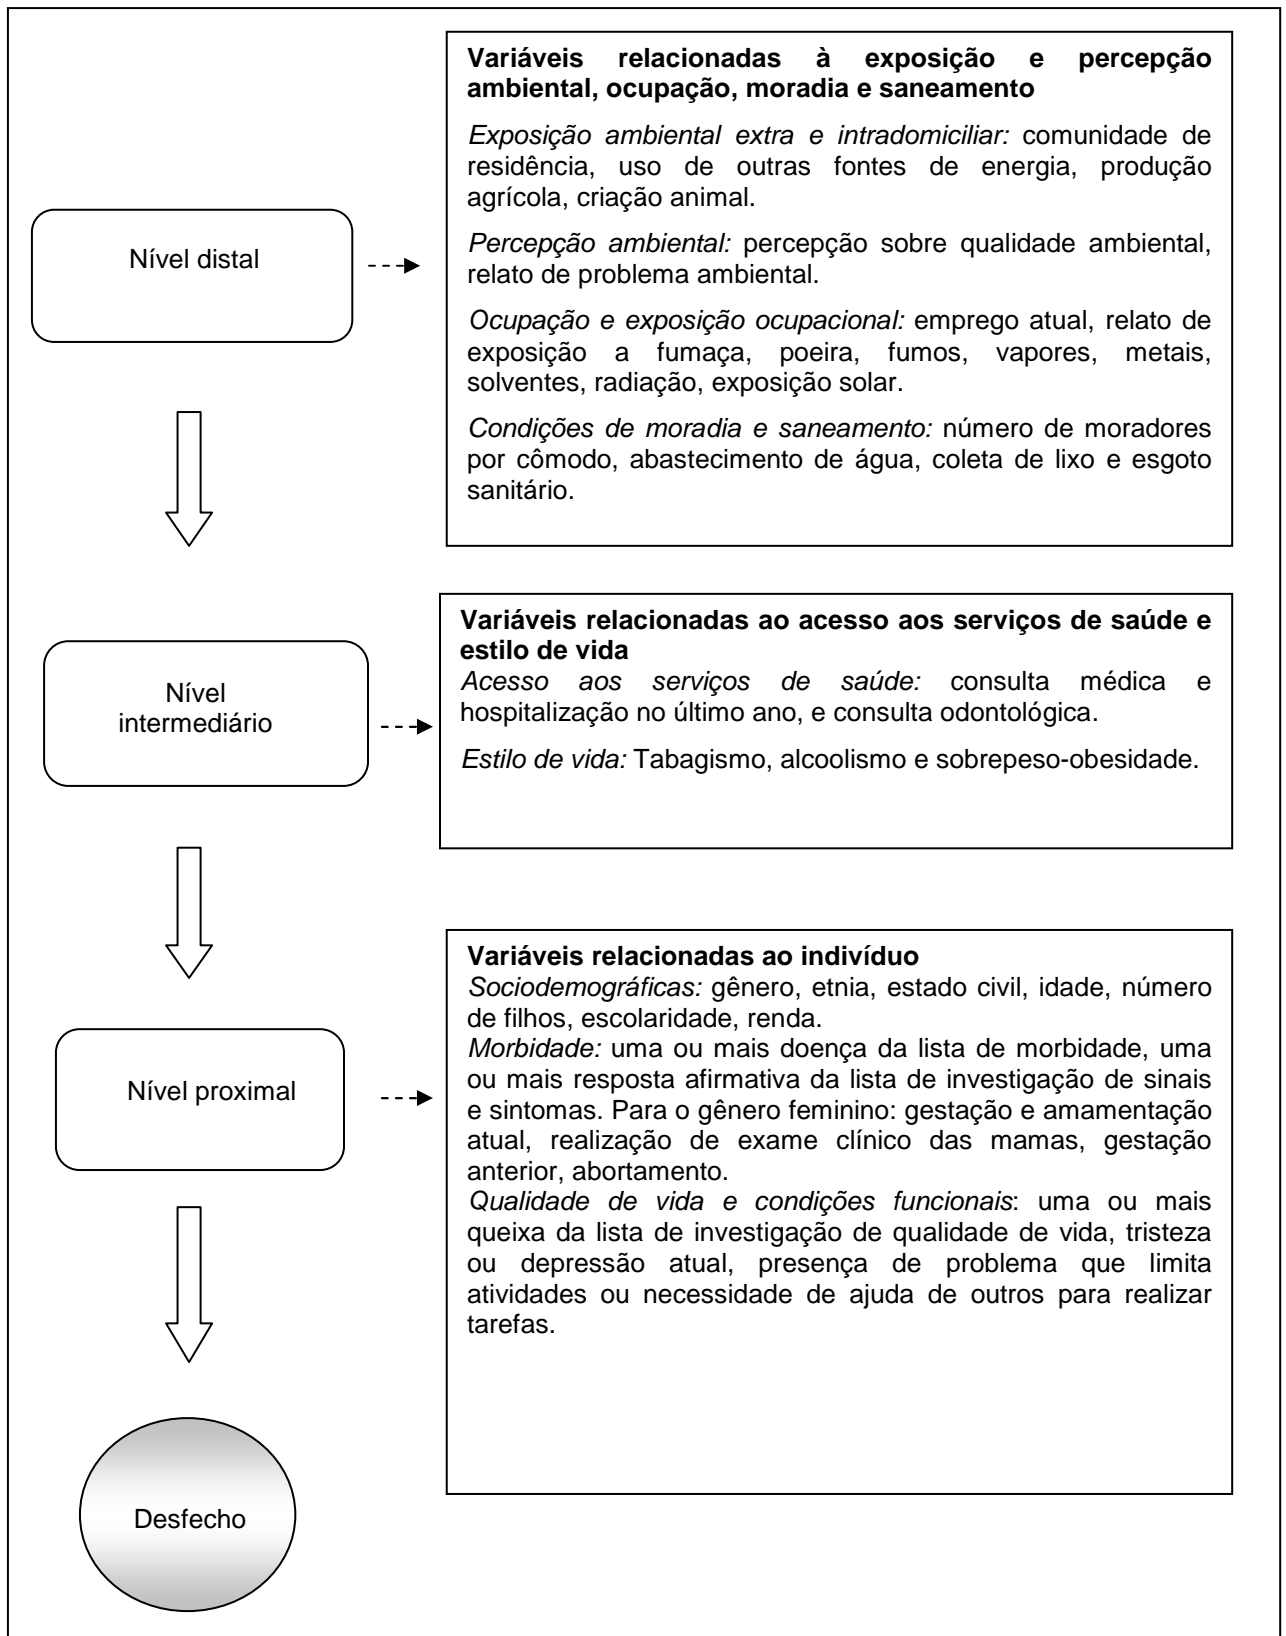 Variáveis relacionadas à exposição e percepção
ambiental, ocupação, moradia e saneamento
Exposição ambiental extra e intradomiciliar: comunidade de
residência, uso de outras fontes de energia, produção
agrícola, criação animal.
Percepção ambiental: percepção sobre qualidade ambiental,
relato de problema ambiental.
Ocupação e exposição ocupacional: emprego atual, relato de
exposição a fumaça, poeira, fumos, vapores, metais,
solventes, radiação, exposição solar.
Condições de moradia e saneamento: número de moradores
por cômodo, abastecimento de água, coleta de lixo e esgoto
sanitário.
Nível distal
Variáveis relacionadas ao acesso aos serviços de saúde e
estilo de vida
Acesso aos serviços de saúde: consulta médica e
hospitalização no último ano, e consulta odontológica.
Estilo de vida: Tabagismo, alcoolismo e sobrepeso-obesidade.
Nível
intermediário
Variáveis relacionadas ao indivíduo
Sociodemográficas: gênero, etnia, estado civil, idade, número
de filhos, escolaridade, renda.
Morbidade: uma ou mais doença da lista de morbidade, uma
ou mais resposta afirmativa da lista de investigação de sinais
e sintomas. Para o gênero feminino: gestação e amamentação
atual, realização de exame clínico das mamas, gestação
anterior, abortamento.
Qualidade de vida e condições funcionais: uma ou mais
queixa da lista de investigação de qualidade de vida, tristeza
ou depressão atual, presença de problema que limita
atividades ou necessidade de ajuda de outros para realizar
tarefas.
Nível proximal
Desfecho